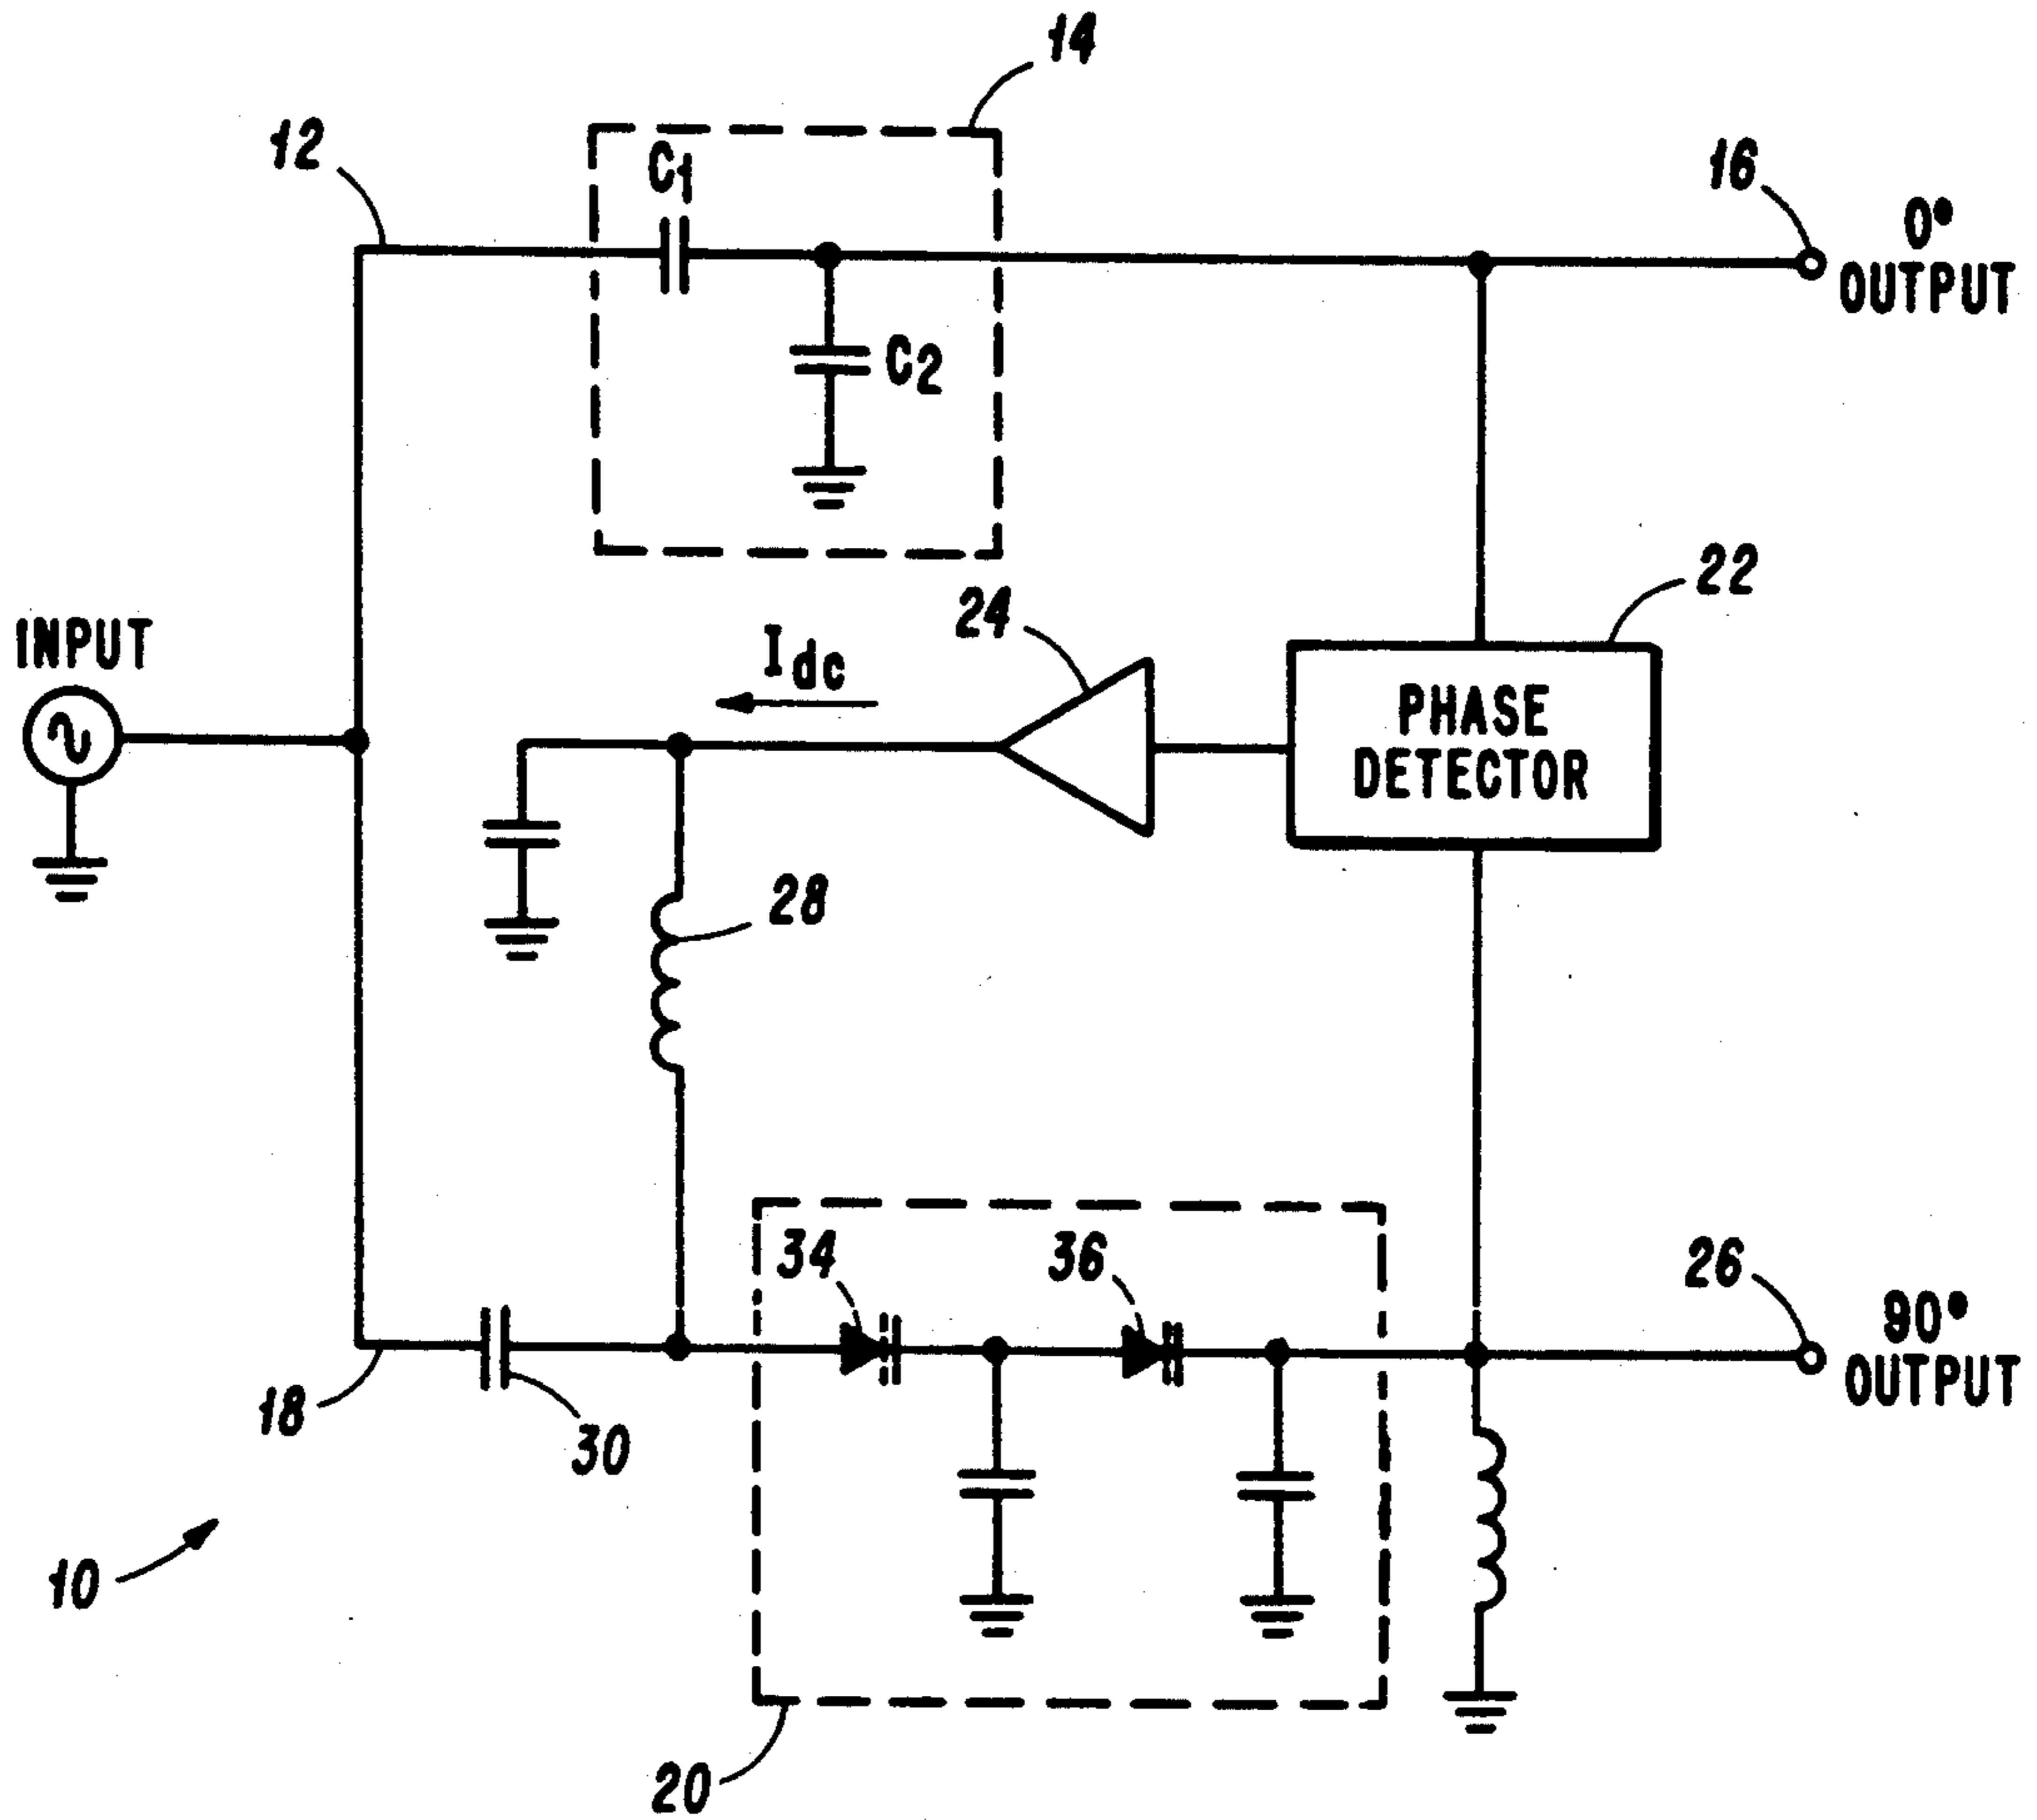 14
12
C1
16
0°
OUTPUT
C2
22
24
INPUT
Idc
PHASE
DETECTOR
28
34
36
26
90°
OUTPUT
18
30
10
20